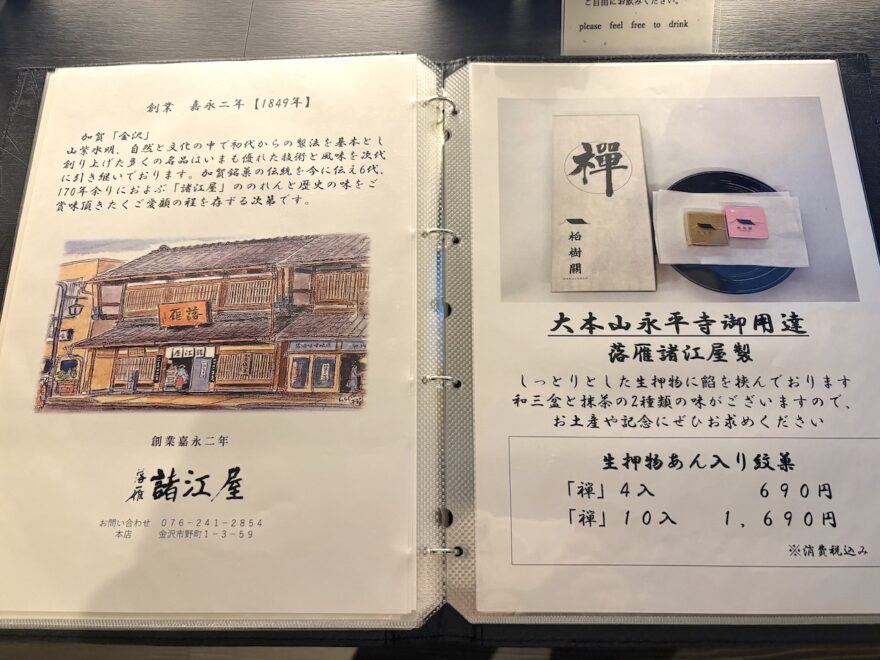 ご自由にお飲みください。
please feel free to drink
創業 嘉永二年【1849年】
加賀「金沢」
山紫水明、自然と文化の中で初代からの製法を基本とし
創り上げた多くの名品はいまも優れた技術と風味を次代
に引き継いでおります。加賀銘菓の伝統を今に伝え6代、
170年余りにおよぶ「諸江屋」ののれんと歴史の味をご
賞味頂きたくご愛顧の程を存ずる次第です。
落雁
創業嘉永二年
落雁 諸江屋
お問い合わせ 076-241-2854
本店 金沢市野町1-3-59
禅
柏樹關
大本山永平寺御用達
落雁諸江屋製
しっとりとした生押物に餡を挟んでおります
和三盆と抹茶の2種類の味がございますので、
お土産や記念にぜひお求めください
生押物あん入り紋菓
「禅」4入 690円
「禅」10入 1,690円
※消費税込み